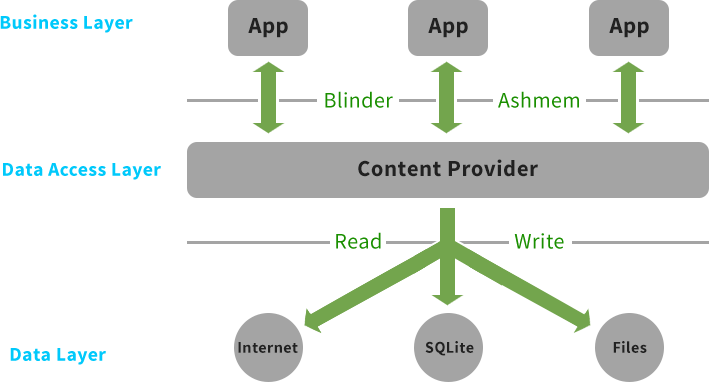 Business Layer
App
App
App
Blinder
Ashmem
Data Access Layer
Content Provider
Read
Write
Data Layer
Internet
SQLite
Files